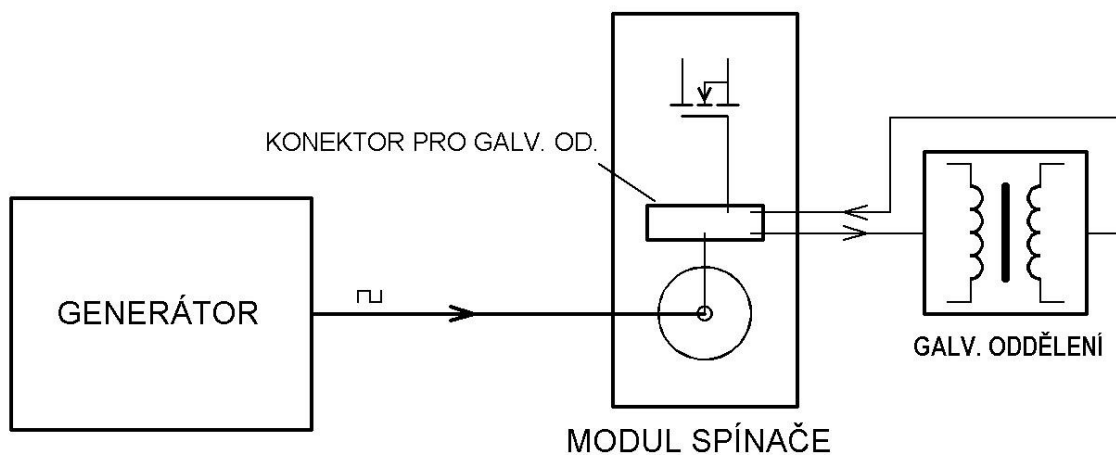 KONEKTOR PRO GALV. OD.
GENERÁTOR
GALV. ODDĚLENÍ
MODUL SPÍNAČE